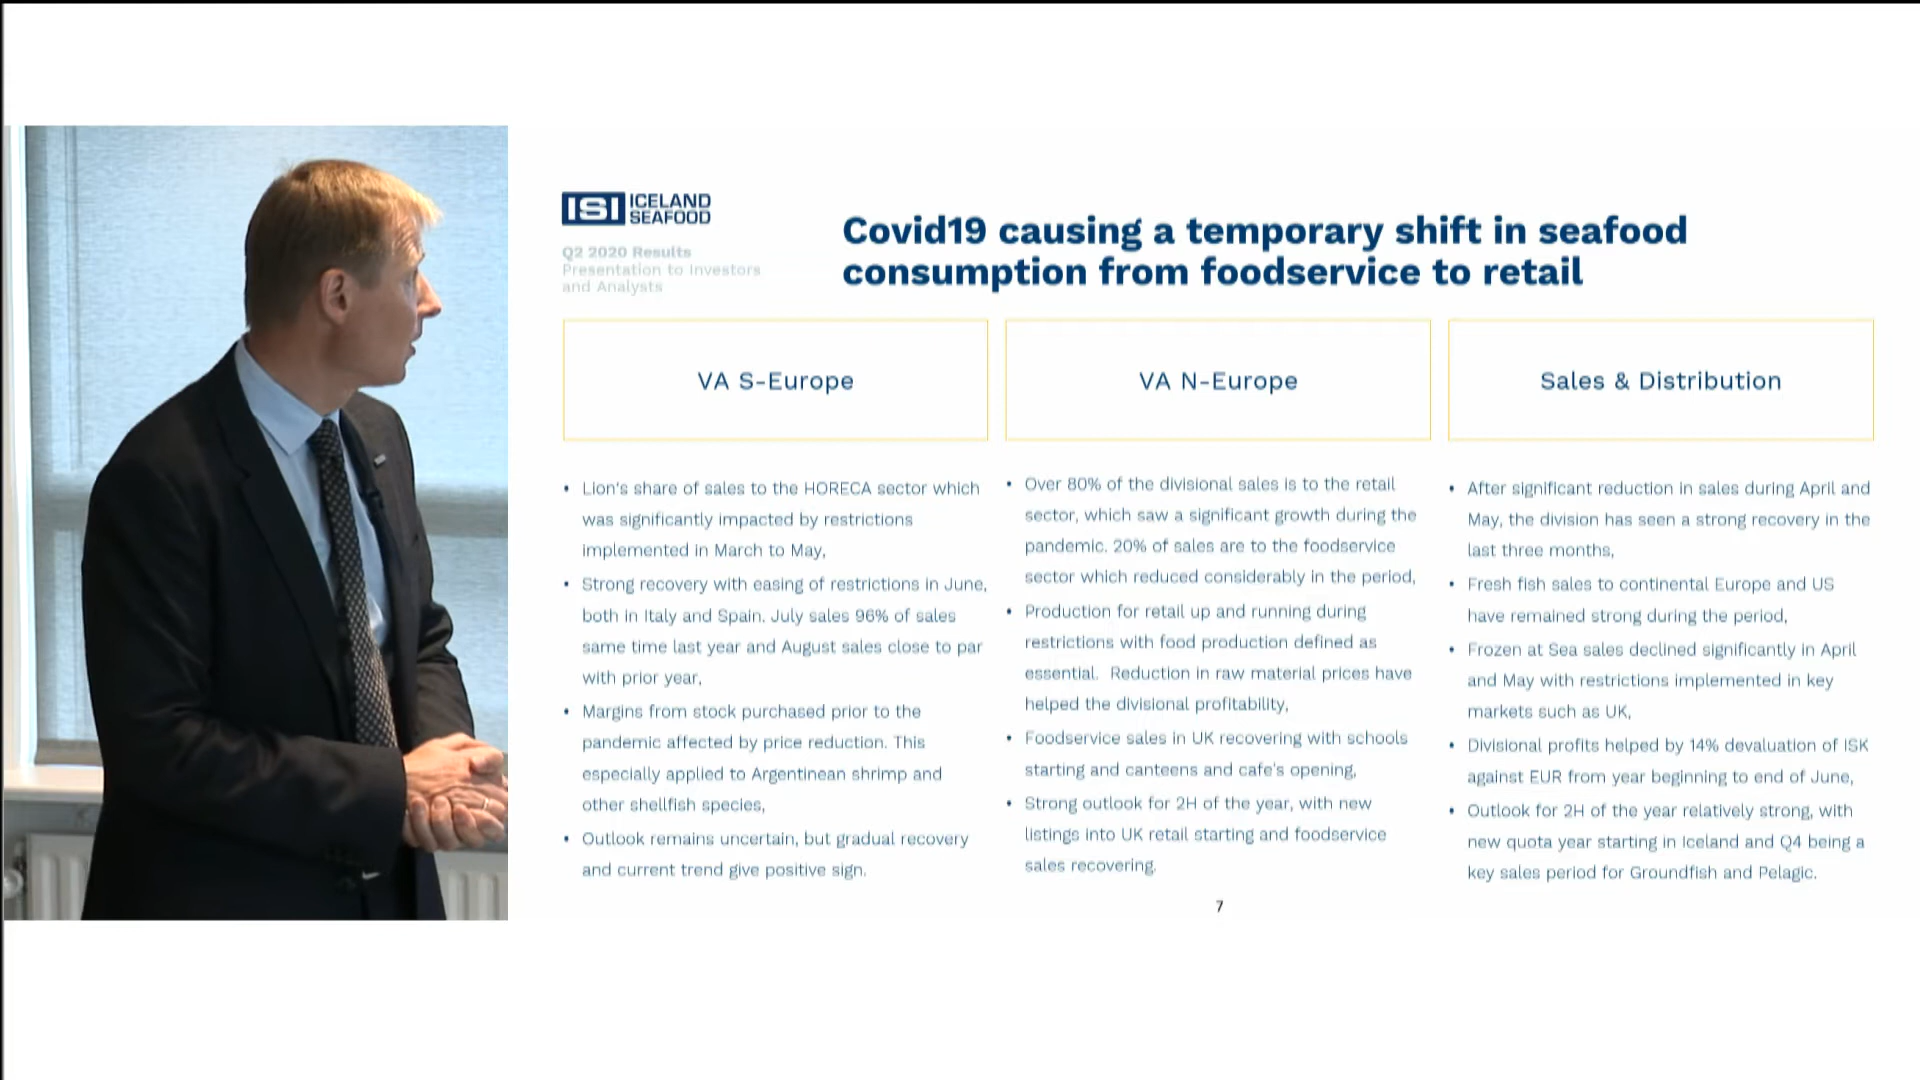 ISI ICELAND
SEAFOOD
Q2 2020 Results
Presentation to Investors
and Analysts
Covid19 causing a temporary shift in seafood
consumption from foodservice to retail
VA S-Europe
• Lion's share of sales to the HORECA sector which
was significantly impacted by restrictions
implemented in March to May,
• Strong recovery with easing of restrictions in June,
both in Italy and Spain. July sales 96% of sales
same time last year and August sales close to par
with prior year,
• Margins from stock purchased prior to the
pandemic affected by price reduction. This
especially applied to Argentinean shrimp and
other shellfish species,
• Outlook remains uncertain, but gradual recovery
and current trend give positive sign.
VA N-Europe
• Over 80% of the divisional sales is to the retail
sector, which saw a significant growth during the
pandemic. 20% of sales are to the foodservice
sector which reduced considerably in the period,
• Production for retail up and running during
restrictions with food production defined as
essential. Reduction in raw material prices have
helped the divisional profitability,
• Foodservice sales in UK recovering with schools
starting and canteens and cafe's opening,
• Strong outlook for 2H of the year, with new
listings into UK retail starting and foodservice
sales recovering.
Sales & Distribution
• After significant reduction in sales during April and
May, the division has seen a strong recovery in the
last three months,
• Fresh fish sales to continental Europe and US
have remained strong during the period,
• Frozen at Sea sales declined significantly in April
and May with restrictions implemented in key
markets such as UK,
• Divisional profits helped by 14% devaluation of ISK
against EUR from year beginning to end of June,
• Outlook for 2H of the year relatively strong, with
new quota year starting in Iceland and Q4 being a
key sales period for Groundfish and Pelagic.
7